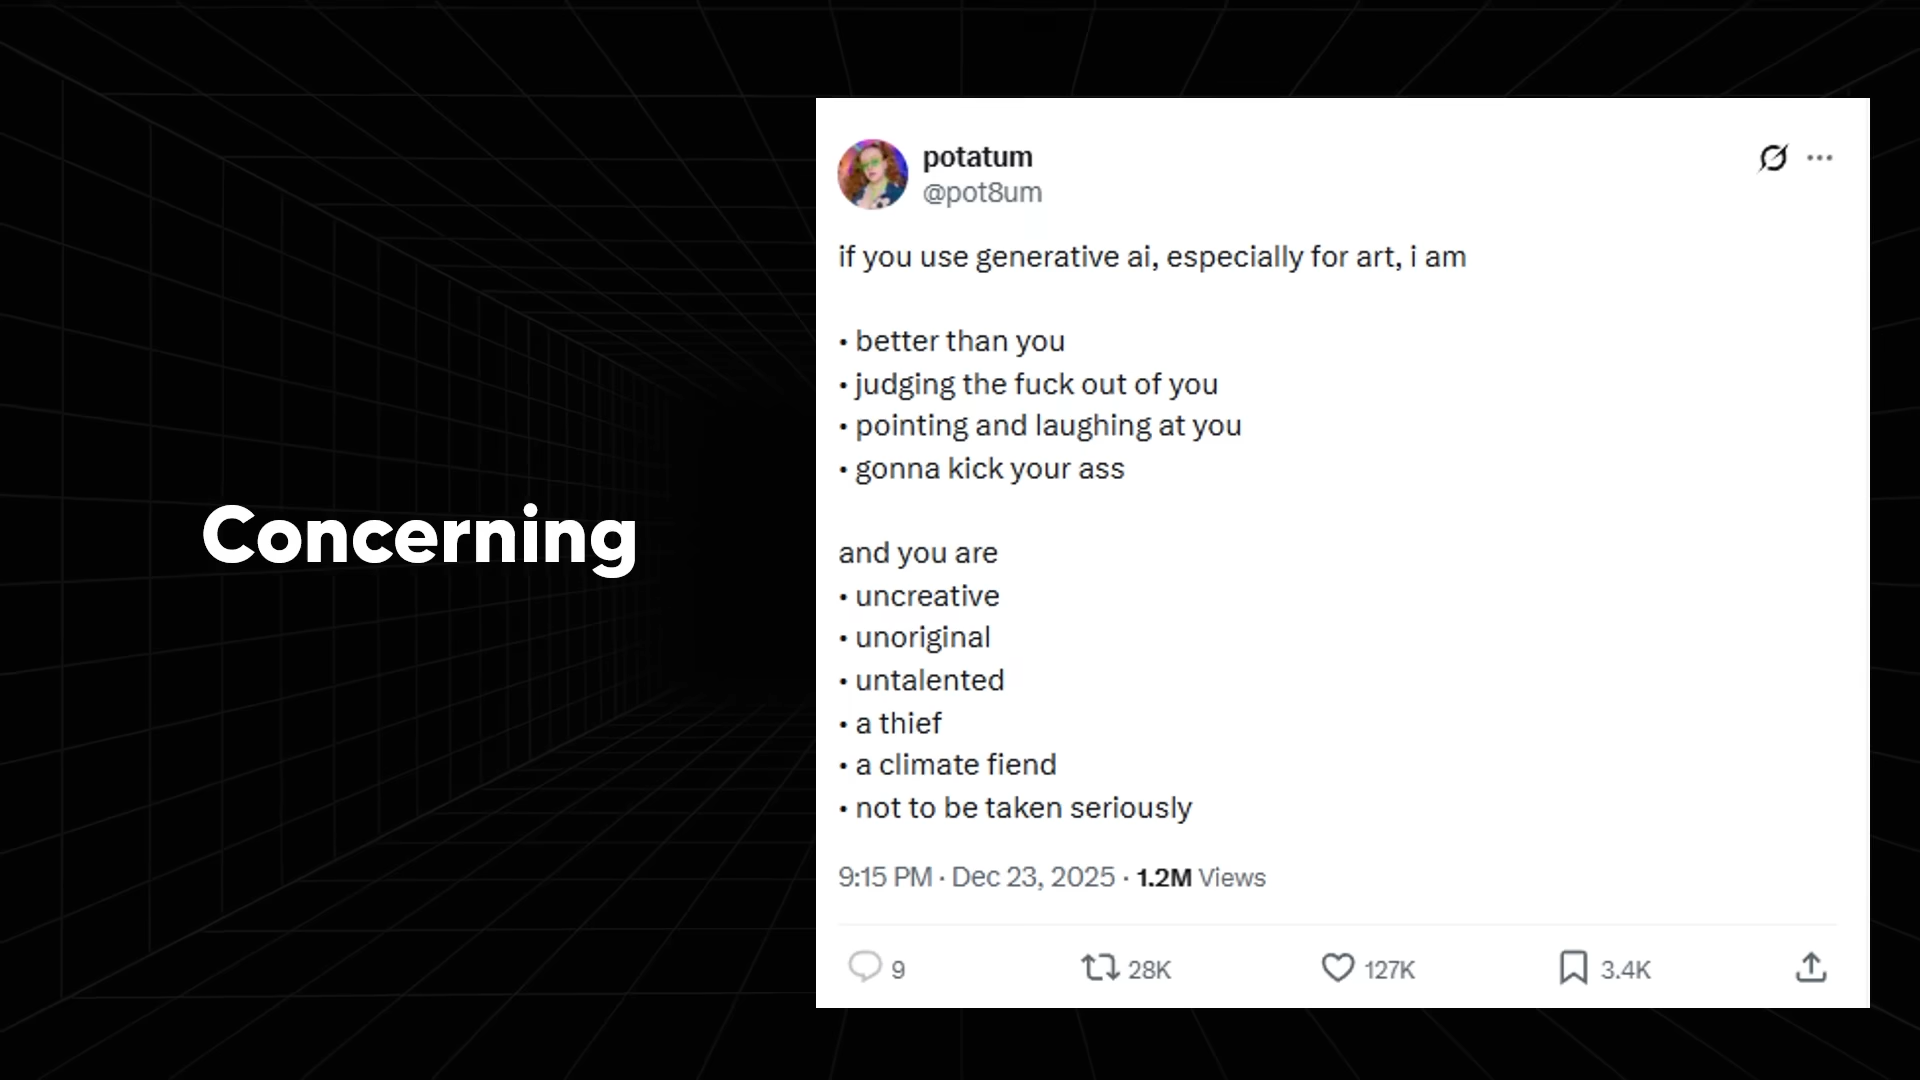 Concerning
potatum
@pot8um
if you use generative ai, especially for art, i am
• better than you
• judging the fuck out of you
• pointing and laughing at you
• gonna kick your ass
and you are
• uncreative
• unoriginal
• untalented
• a thief
• a climate fiend
• not to be taken seriously
9:15 PM · Dec 23, 2025 · 1.2M Views
9 28K 127K 3.4K